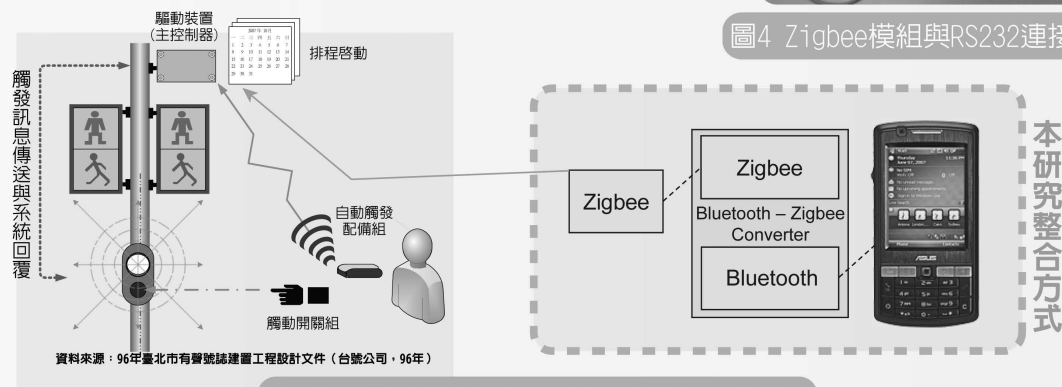 圖4 Zigbee模組與RS232連接
驅動裝置
(主控制器)
排程啓動
觸發訊息傳送與系統回覆
自動觸發
配備組
觸動開關組
資料來源:96年臺北市有聲號誌建置工程設計文件(台號公司,96年)
Zigbee
Zigbee
Bluetooth – Zigbee
Converter
Bluetooth
ASUS
本研究整合方式